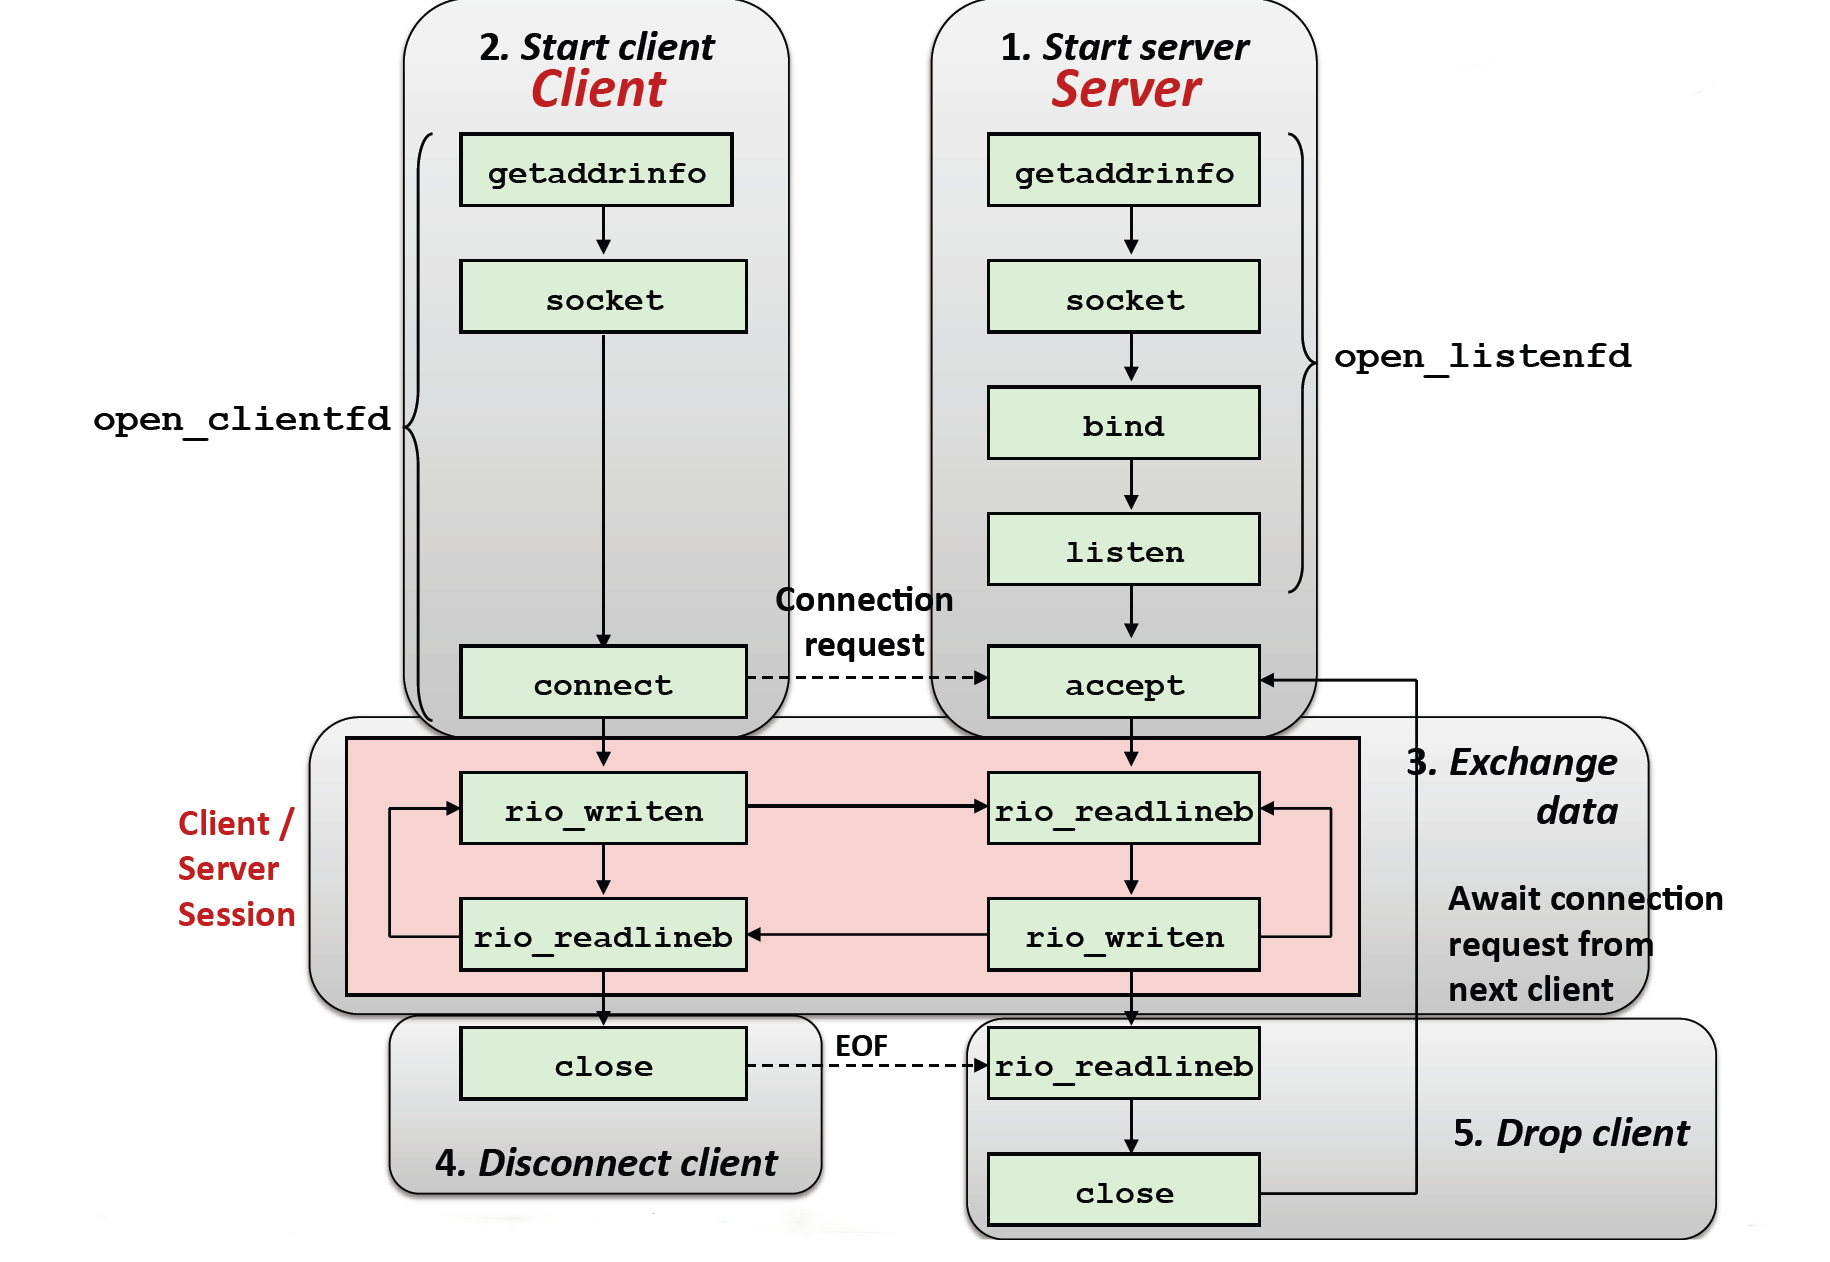 2. Start client
Client
1. Start server
Server
getaddrinfo
getaddrinfo
socket
socket
open_listenfd
open_clientfd
bind
listen
Connection
request
connect
accept
3. Exchange
data
Client /
Server
Session
rio_writen
rio_readlineb
Await connection
request from
next client
rio_readlineb
rio_writen
close
EOF
rio_readlineb
4. Disconnect client
5. Drop client
close